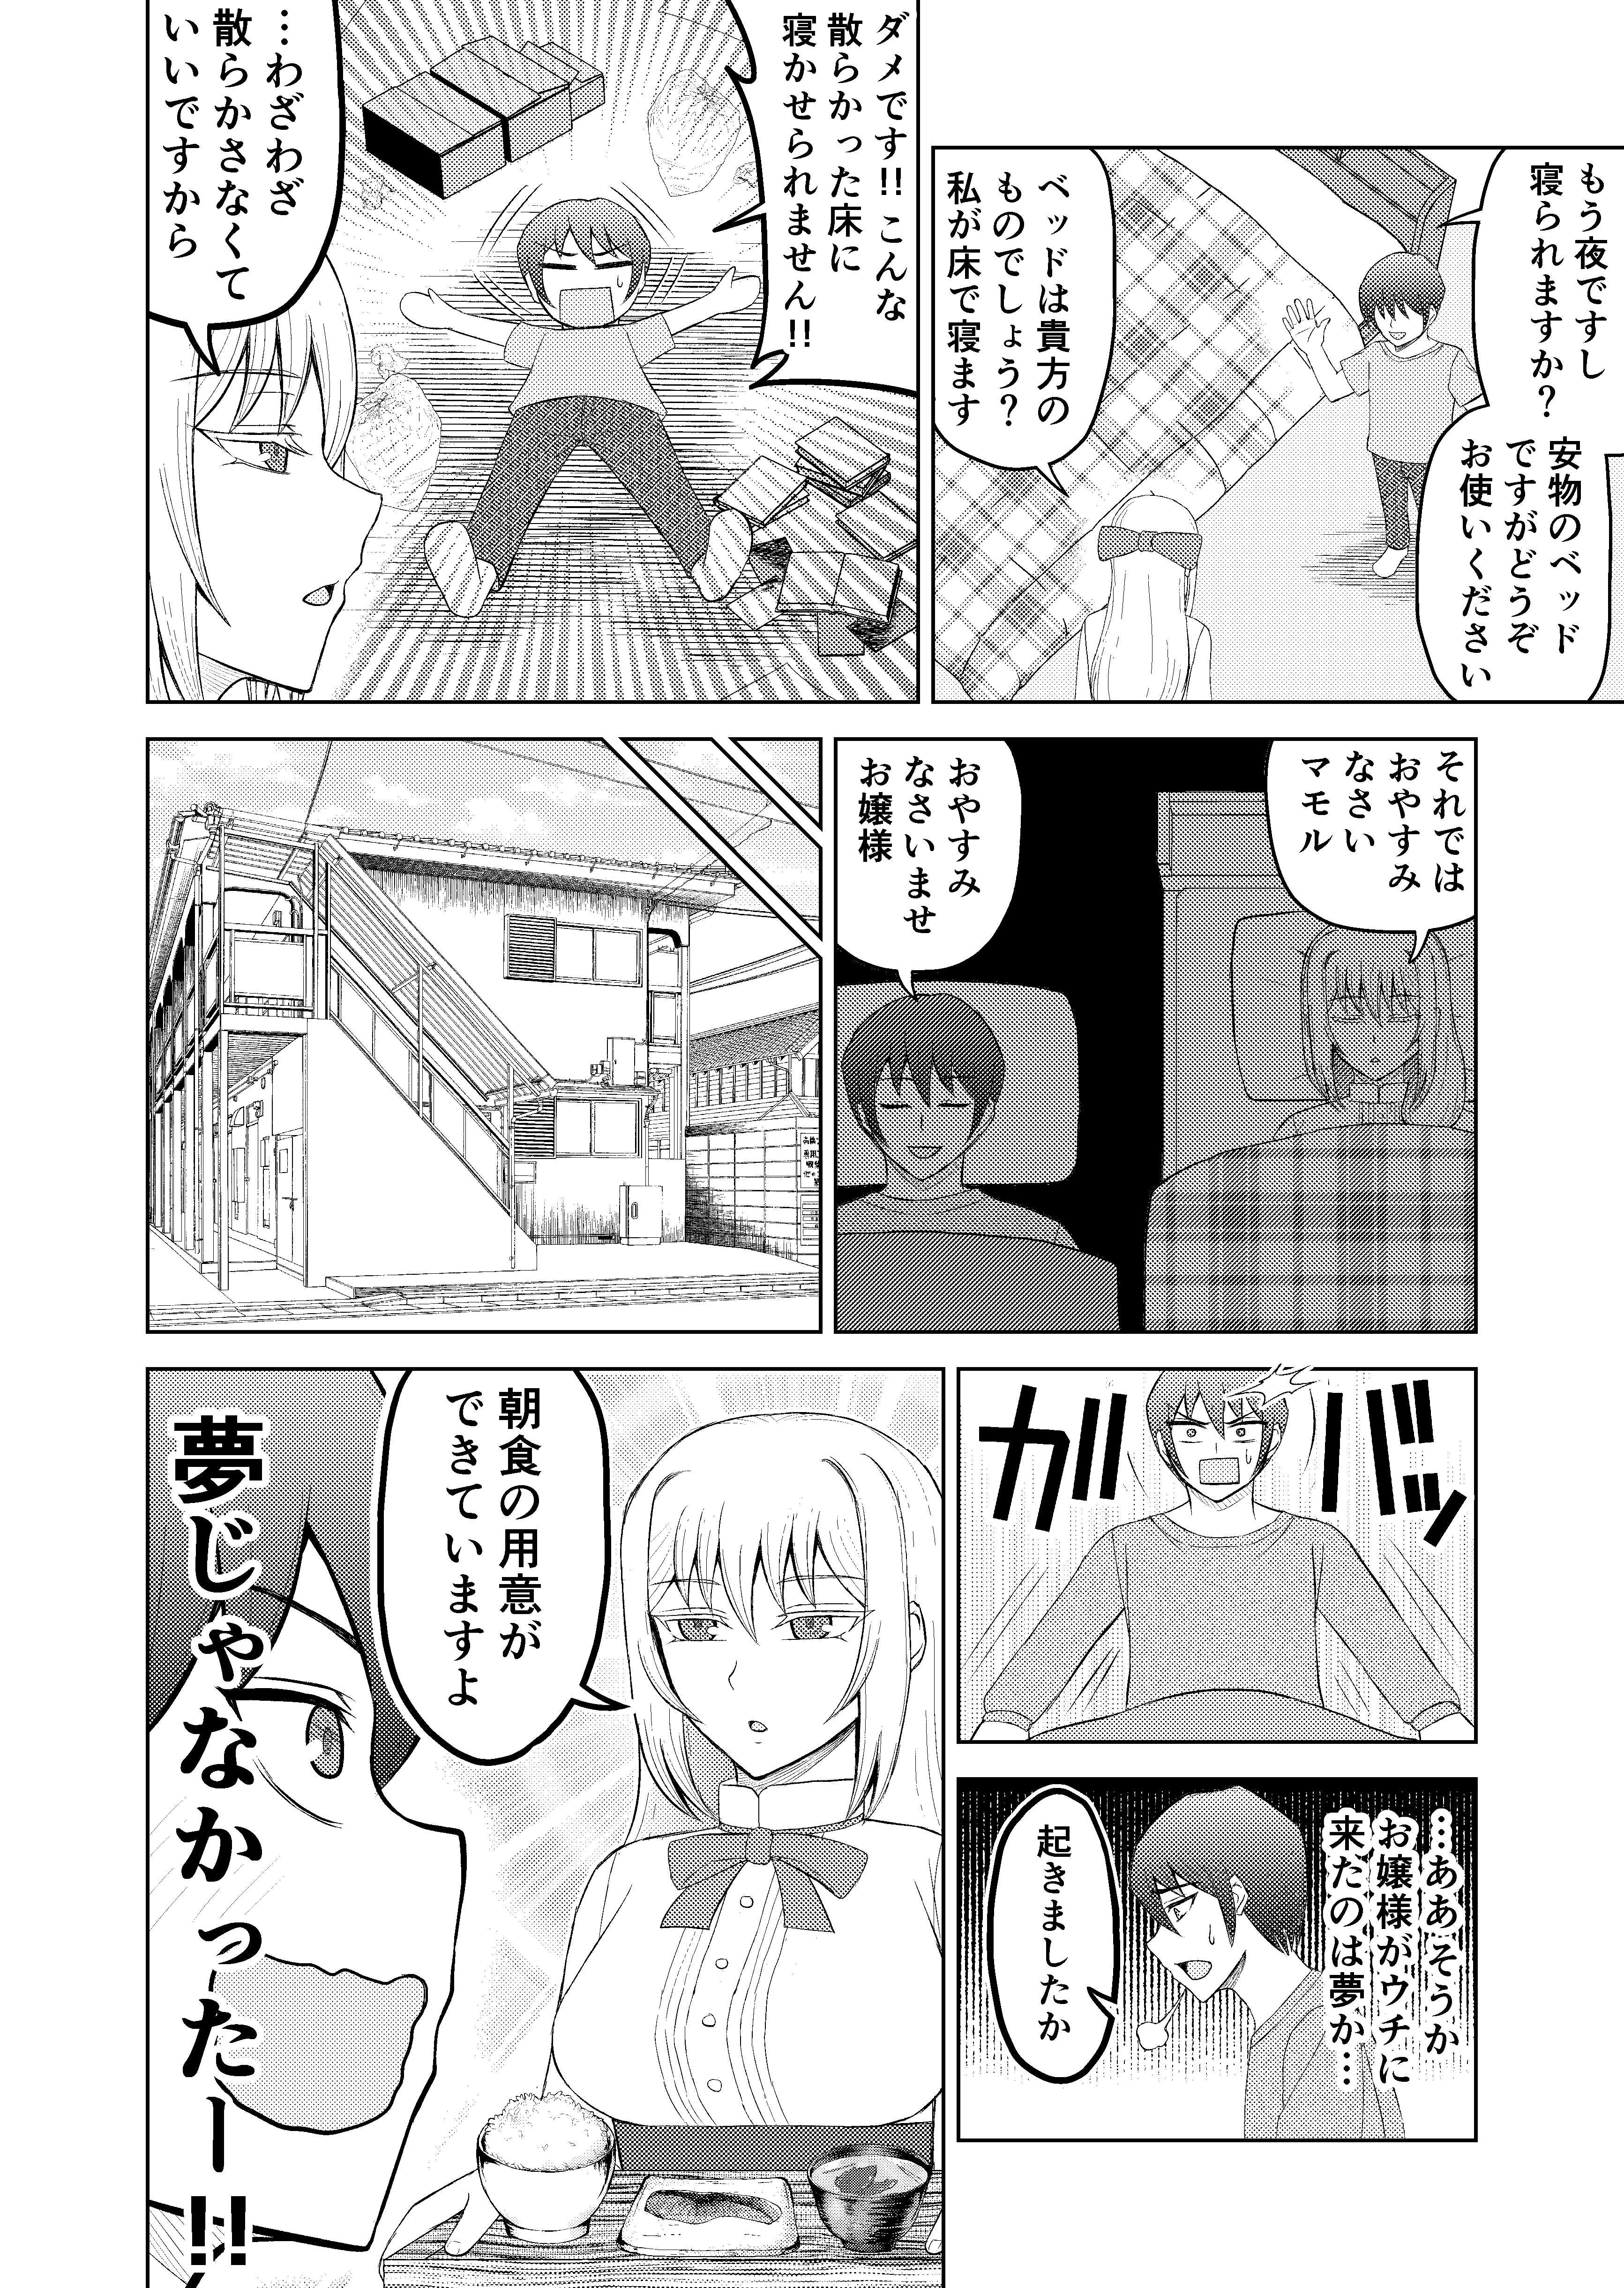 もう夜ですし
寝られますか?
安物のベッド
ですがどうぞ
お使いください
ベッドは貴方の
ものでしょう?
私が床で寝ます
ダメです!!こんな
散らかった床に
寝かせられません!!
…わざわざ
散らかさなくて
いいですから
それでは
おやすみ
なさい
マモル
おやすみ
なさいませ
お嬢様
ガバッ
…ああそうか
お嬢様がウチに
来たのは夢か…
起きましたか
朝食の用意が
できていますよ
夢じゃなかったー!!